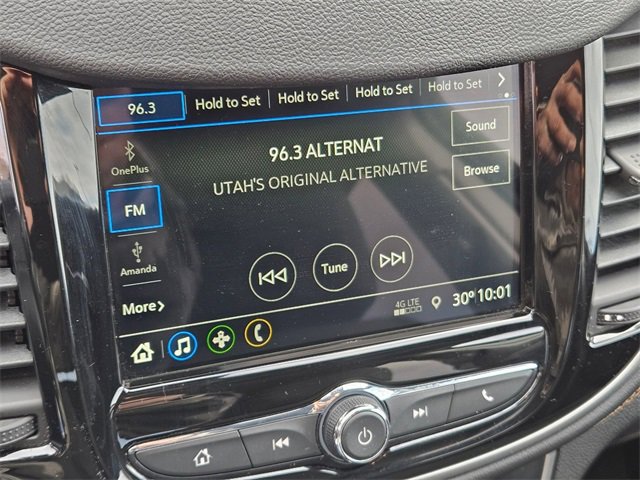 96.3 Hold to Set Hold to Set Hold to Set Hold to Set
OnePlus
FM
Amanda
More
96.3 ALTERNAT
UTAH'S ORIGINAL ALTERNATIVE
Sound
Browse
Tune
4G LTE
30° 10:01